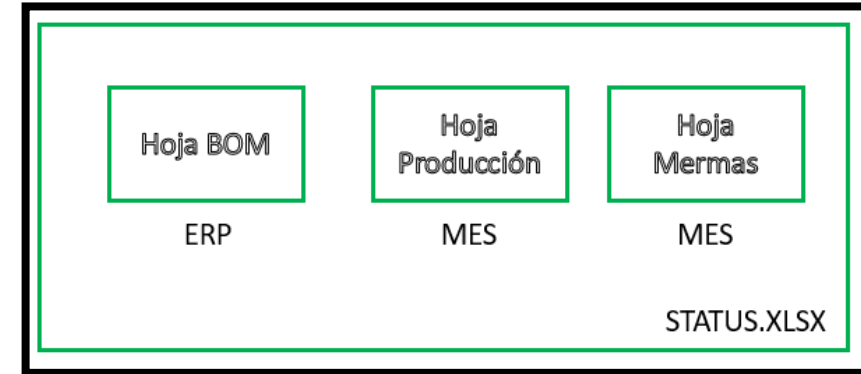 Hoja BOM
Hoja
Producción
Hoja
Mermas
ERP
MES
MES
STATUS.XLSX